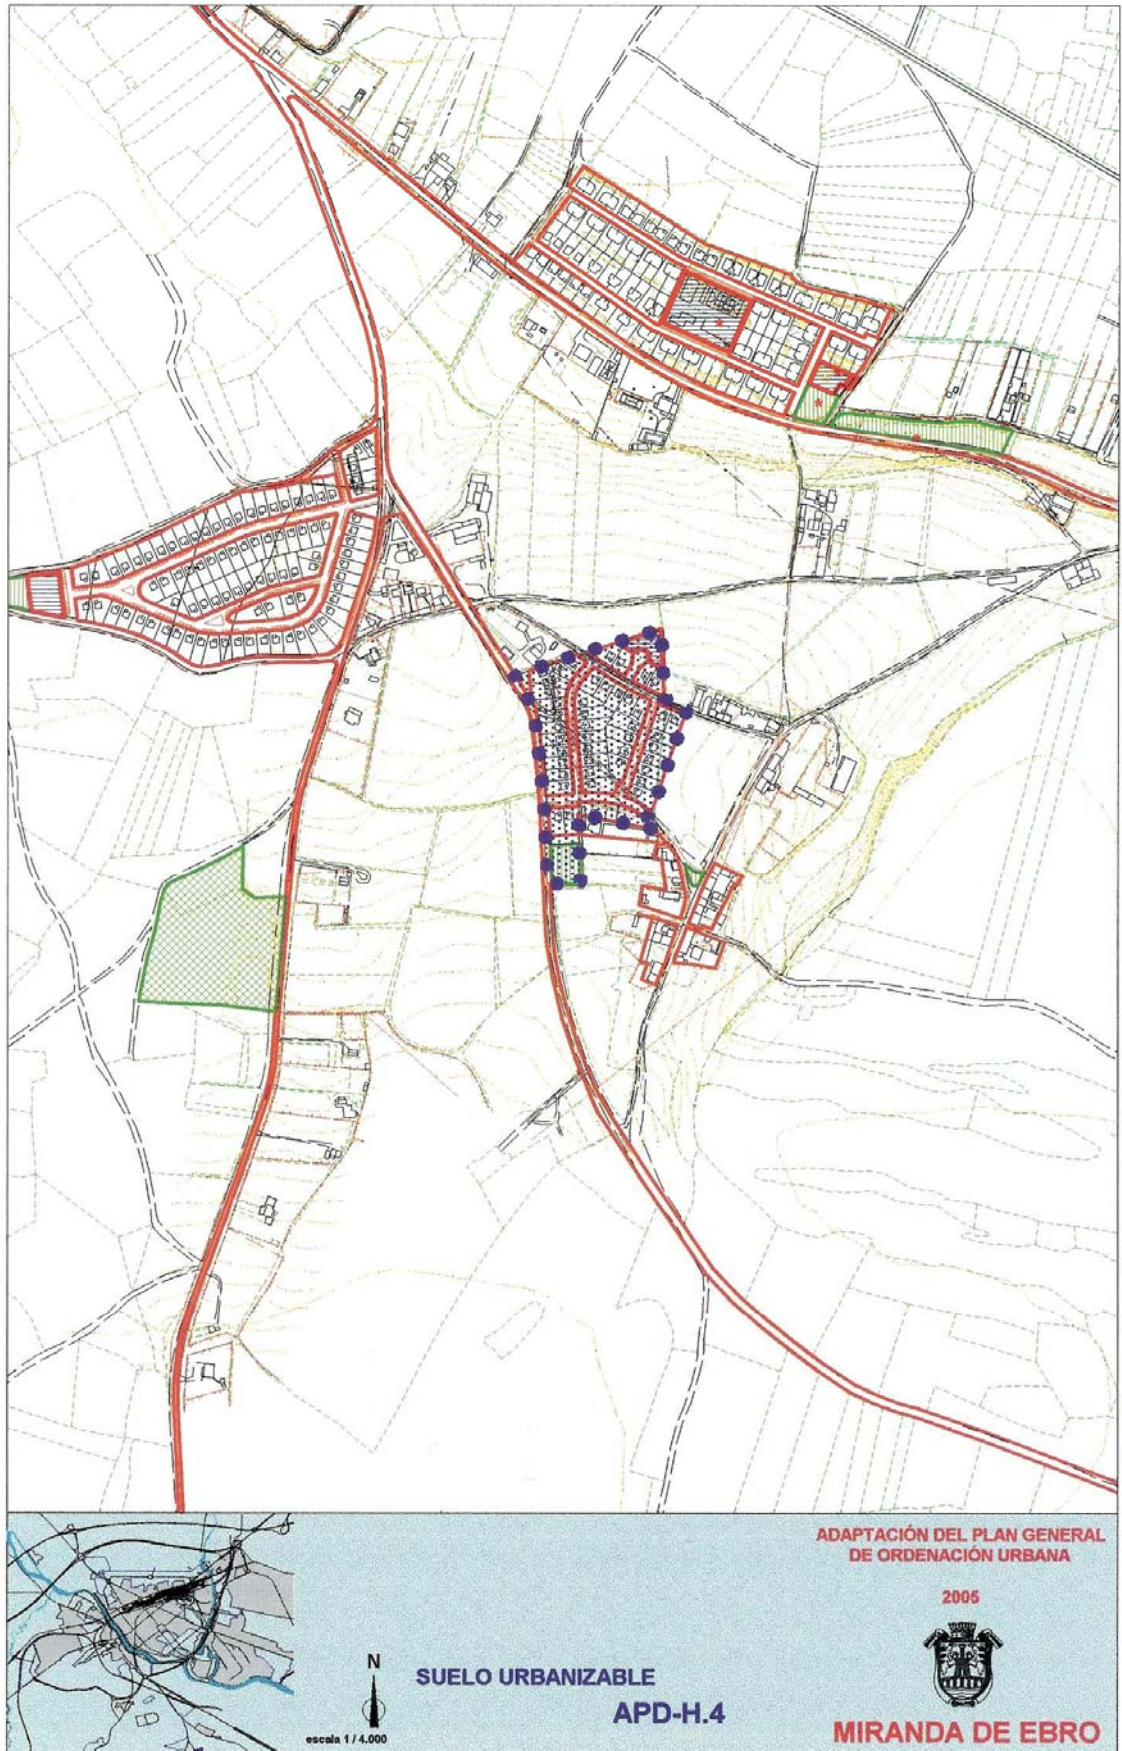 ADAPTACIÓN DEL PLAN GENERAL
DE ORDENACIÓN URBANA
2005
N
SUELO URBANIZABLE
APD-H.4
escala 1 / 4.000
MIRANDA DE EBRO